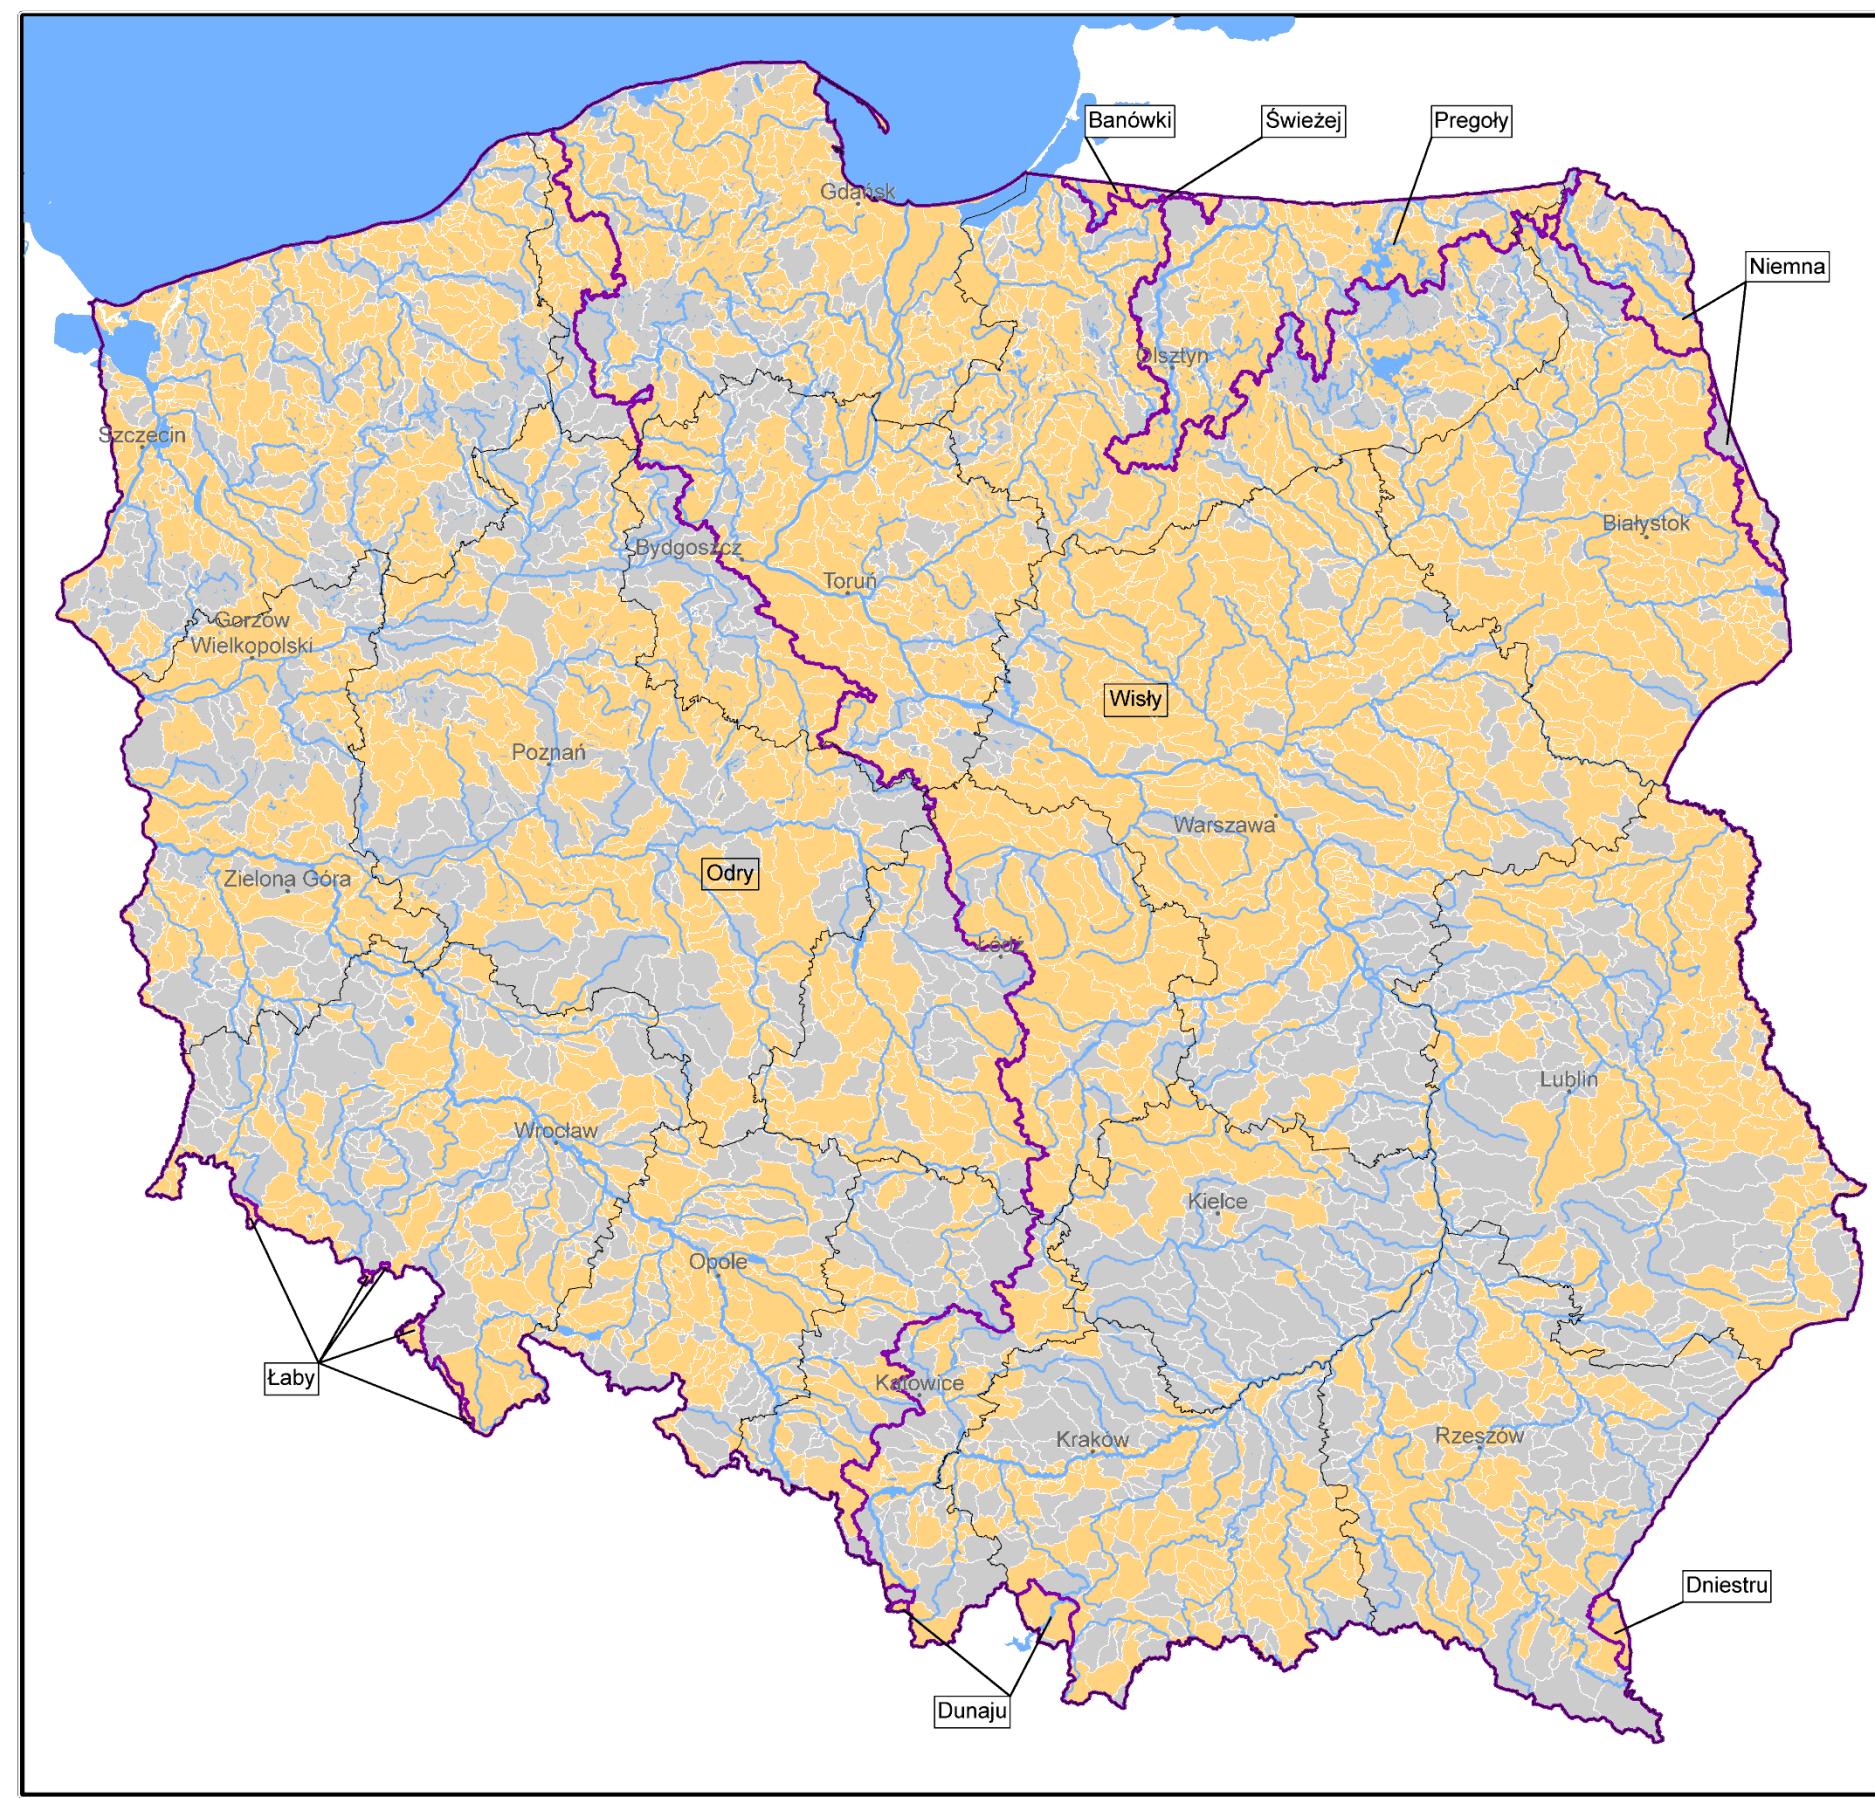 Banówki
Świeżej
Pregoły
Gdańsk
Niemna
Olsztyn
Szczecin
Białystok
Bydgoszcz
Toruń
Gorzów
Wielkopolski
Wisły
Poznań
Warszawa
Odry
Zielona Góra
Łódź
Lublin
Wrocław
Kielce
Opole
Łaby
Katowice
Kraków
Rzeszów
Dniestru
Dunaju